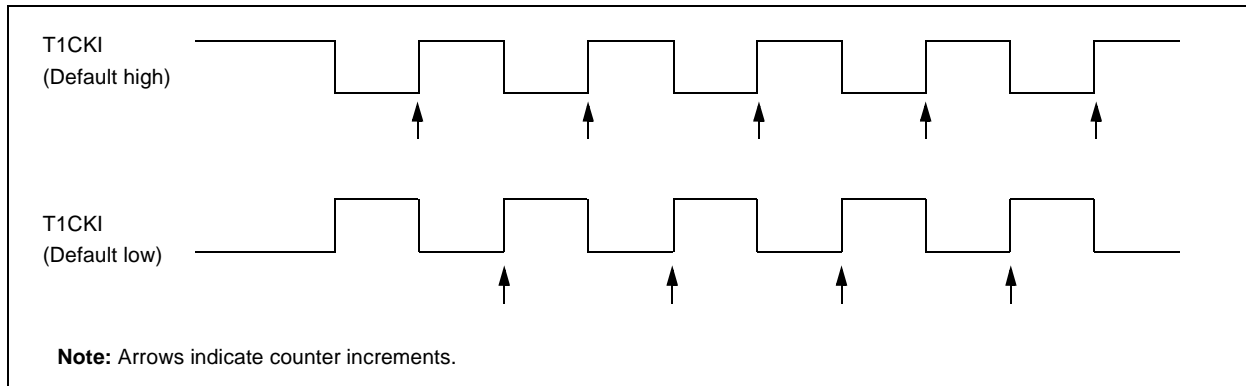 T1CKI
(Default high)
T1CKI
(Default low)
Note: Arrows indicate counter increments.